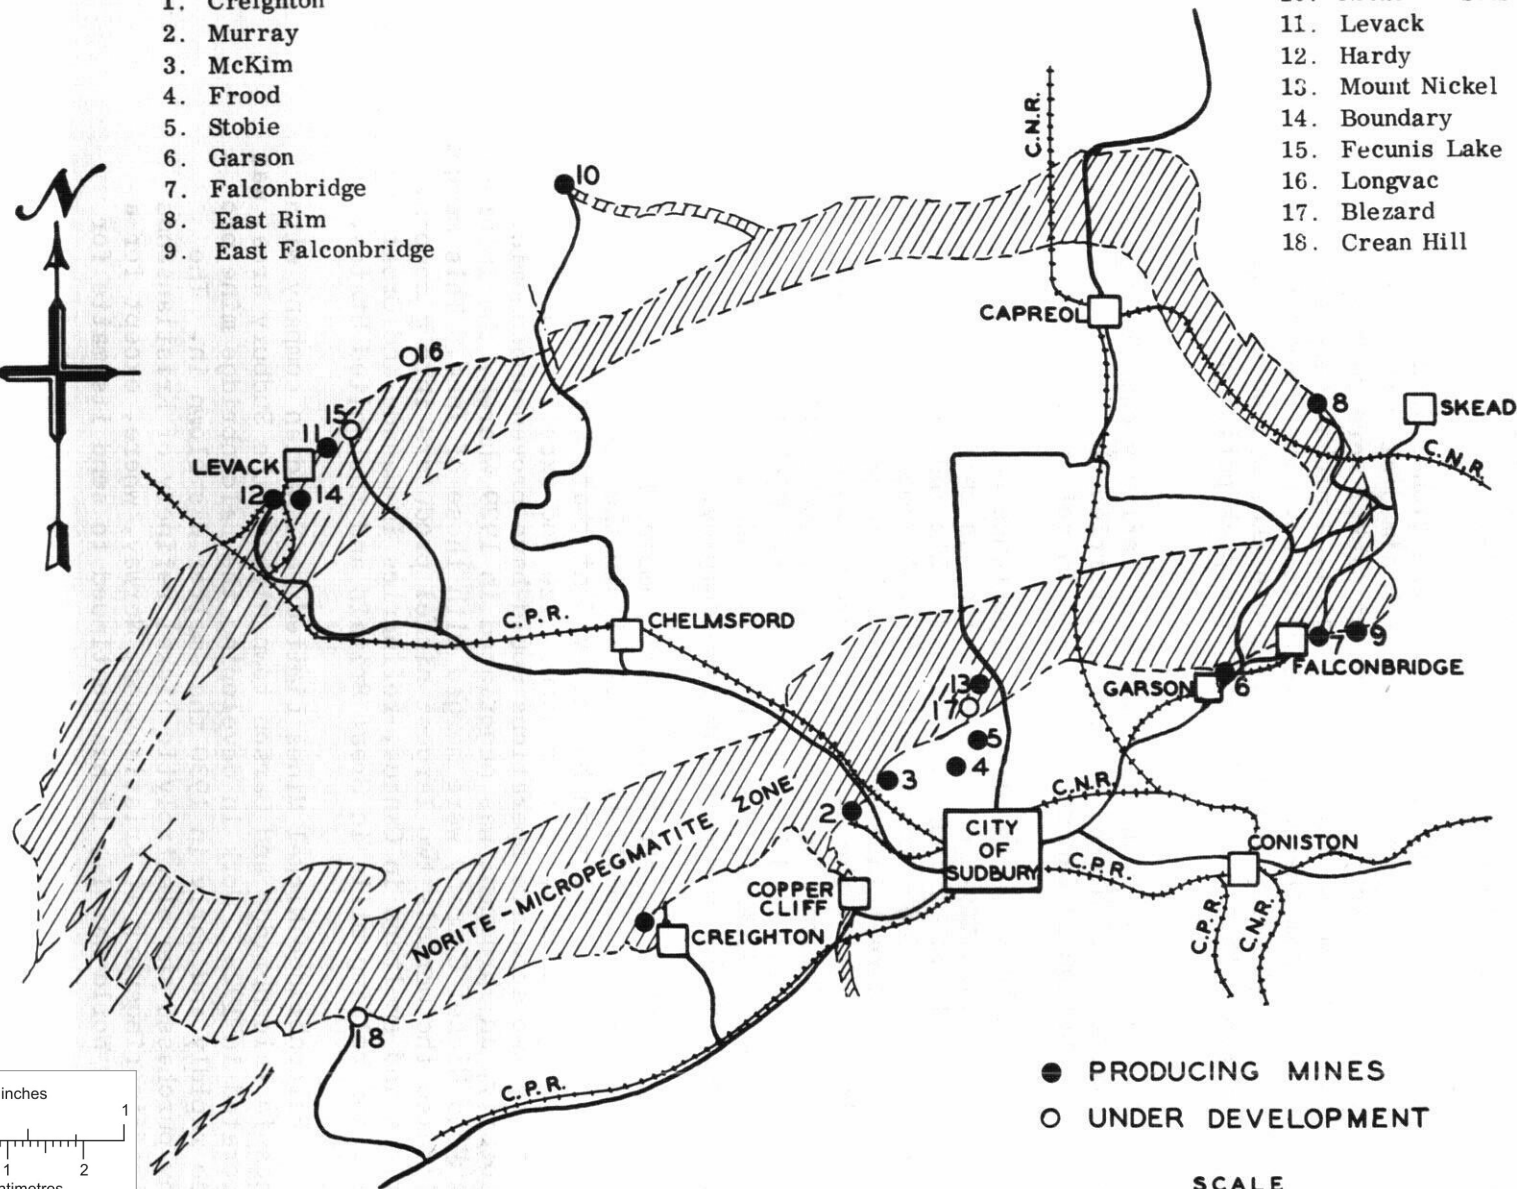 1. Creighton
2. Murray
3. McKim
4. Frood
5. Stobie
6. Garson
7. Falconbridge
8. East Rim
9. East Falconbridge
10.
11. Levack
12. Hardy
13. Mount Nickel
14. Boundary
15. Fecunis Lake
16. Longvac
17. Blezard
18. Crean Hill
N
C.N.R.
10
CAPREOL
16
8
SKEAD
15
11
LEVACK
C.N.R.
12
14
C.P.R.
CHELMSFORD
7
9
FALCONBRIDGE
13
GARSON
6
17
5
4
3
C.N.R.
2
CITY
OF
SUDBURY
CONISTON
C.P.R.
NORITE-MICROPEGMATITE ZONE
COPPER
CLIFF
CREIGHTON
C.P.R.
C.N.R.
18
C.P.R.
PRODUCING MINES
UNDER DEVELOPMENT
SCALE
inches
1
1 2